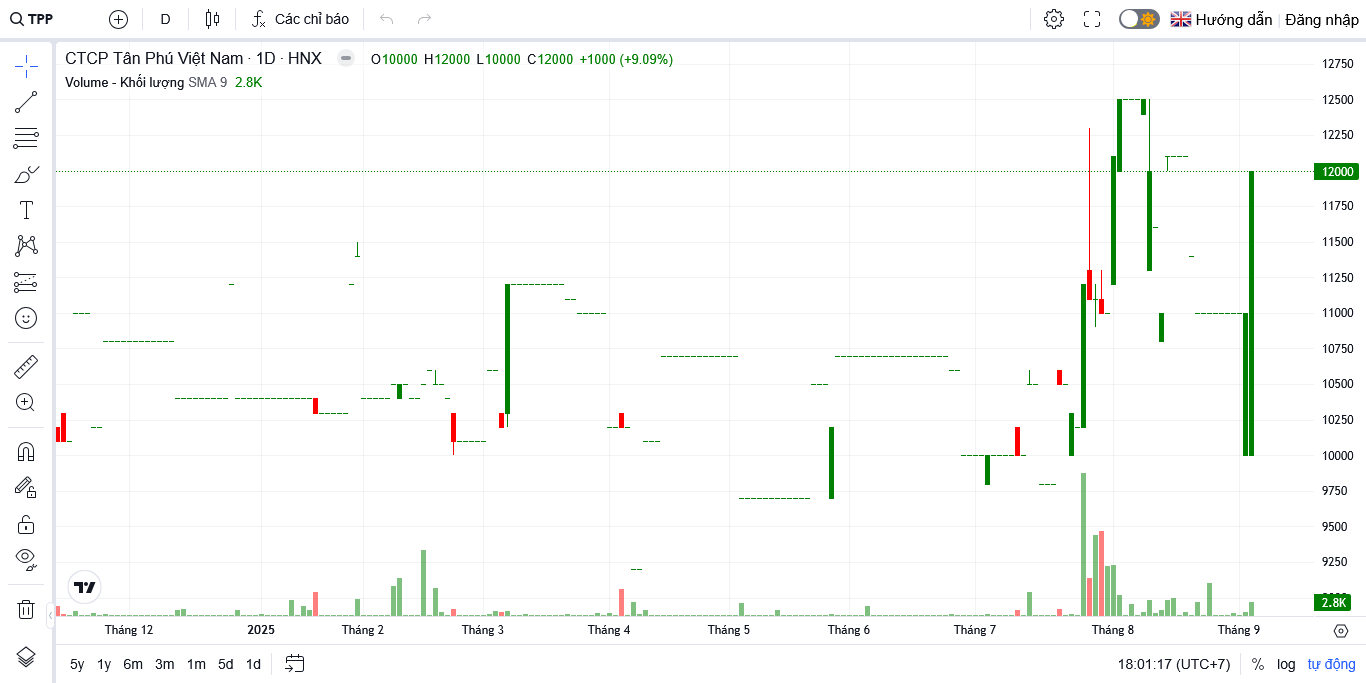 TPP D Các chỉ báo Hướng dẫn Đăng nhập
CTCP Tân Phú Việt Nam · 1D · HNX O10000 H12000 L10000 C12000 +1000 (+9.09%)
Volume - Khối lượng SMA 9 2.8K
12750
12500
12250
12000
11750
11500
11250
11000
10750
10500
10250
10000
9750
9500
9250
2.8K
Tháng 12 2025 Tháng 2 Tháng 3 Tháng 4 Tháng 5 Tháng 6 Tháng 7 Tháng 8 Tháng 9
5y 1y 6m 3m 1m 5d 1d 18:01:17 (UTC+7) % log tự động